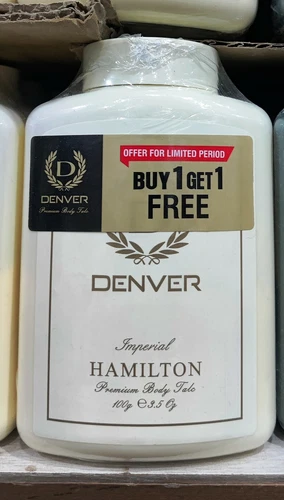 D
DENVER
Premium Body Talc
OFFER FOR LIMITED PERIOD
BUY 1 GET 1
FREE
DENVER
Imperial
HAMILTON
Premium Body Talc
100g ℮ 3.5 Oz